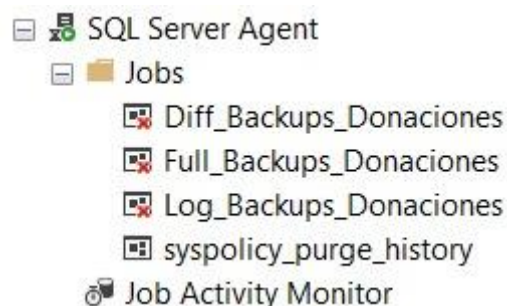 SQL Server Agent
Jobs
Diff_Backups_Donaciones
Full_Backups_Donaciones
Log_Backups_Donaciones
syspolicy_purge_history
Job Activity Monitor